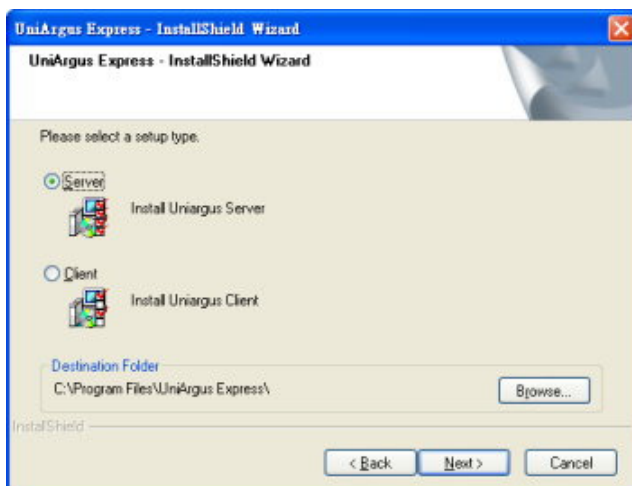 UniArgus Express - InstallShield Wizard
UniArgus Express - InstallShield Wizard
Please select a setup type.
Server
Install Uniargus Server
Client
Install Uniargus Client
Destination Folder
C:\Program Files\UniArgus Express\
Browse...
InstallShield
< Back
Next >
Cancel